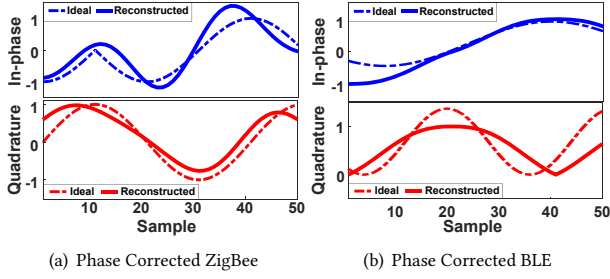 Ideal Reconstructed
In-phase
1
0
-1
Ideal Reconstructed
Quadrature
1
0
-1
10 20 30 40 50
Sample
(a) Phase Corrected ZigBee
Ideal Reconstructed
In-phase
1
0
-1
Ideal Reconstructed
Quadrature
1
0
10 20 30 40 50
Sample
(b) Phase Corrected BLE